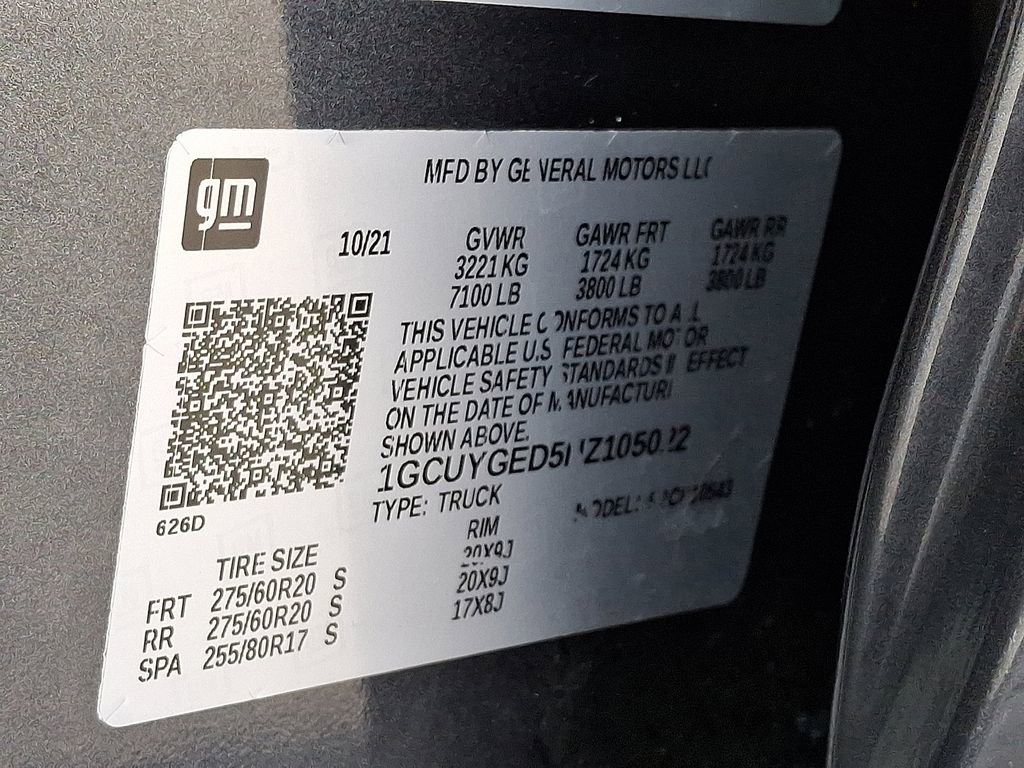 gm
MFD BY GENERAL MOTORS LLC
10/21
GVWR GAWR FRT GAWR RR
3221 KG 1724 KG 1724 KG
7100 LB 3800 LB 3800 LB
THIS VEHICLE CONFORMS TO ALL
APPLICABLE U.S. FEDERAL MOTOR
VEHICLE SAFETY STANDARDS IN EFFECT
ON THE DATE OF MANUFACTURE
SHOWN ABOVE.
TYPE: TRUCK MODEL:
626D
TIRE SIZE RIM
FRT 275/60R20 S 20X9J
RR 275/60R20 S 20X9J
SPA 255/80R17 S 17X8J